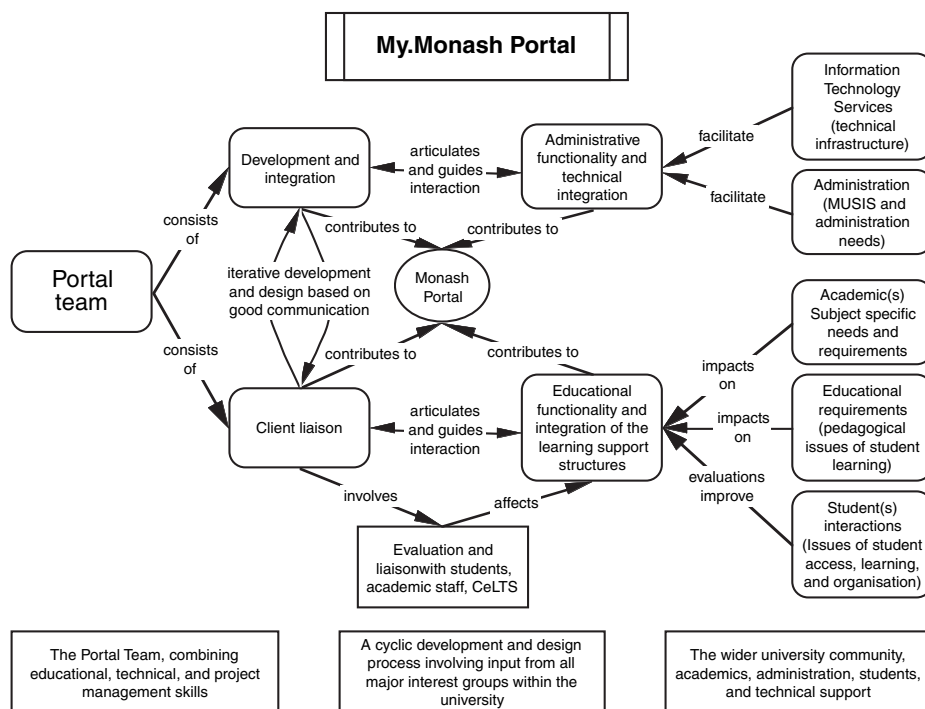 My.Monash Portal
Information
Technology
Services
(technical
infrastructure)
Development and
integration
articulates
and guides
interaction
Administrative
functionality and
technical
integration
facilitate
facilitate
Administration
(MUSIS and
administration
needs)
consists
of
contributes to
contributes to
Portal
team
iterative development
and design based on
good communication
Monash
Portal
Academic(s)
Subject specific
needs and
requirements
consists
of
contributes to
contributes to
impacts
on
Client liaison
articulates
and guides
interaction
Educational
functionality and
integration of the
learning support
structures
impacts
on
Educational
requirements
(pedagogical
issues of student
learning)
evaluations
improve
involves
affects
Student(s)
interactions
(Issues of student
access, learning,
and organisation)
Evaluation and
liaisonwith students,
academic staff, CeLTS
The Portal Team, combining
educational, technical, and project
management skills
A cyclic development and design
process involving input from all
major interest groups within the
university
The wider university community,
academics, administration, students,
and technical support